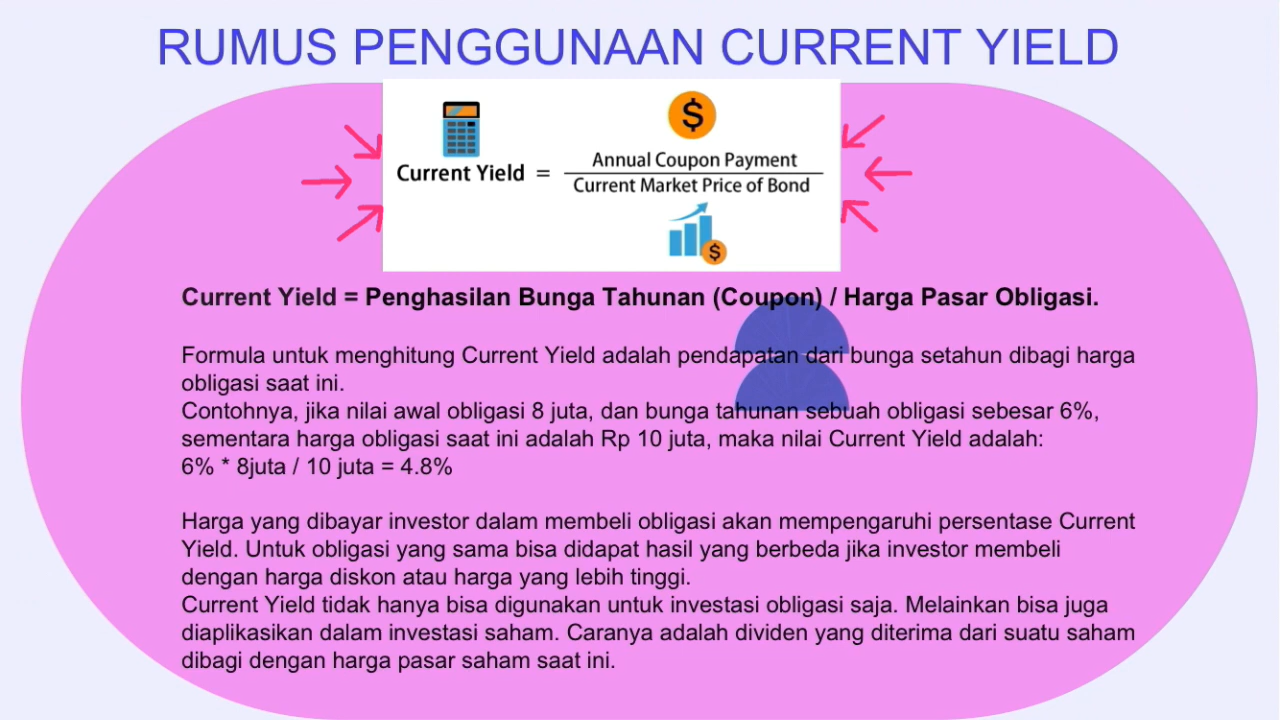 RUMUS PENGGUNAAN CURRENT YIELD
$
Annual Coupon Payment
Current Yield =
Current Market Price of Bond
$
Current Yield = Penghasilan Bunga Tahunan (Coupon) / Harga Pasar Obligasi.
Formula untuk menghitung Current Yield adalah pendapatan dari bunga setahun dibagi harga
obligasi saat ini.
Contohnya, jika nilai awal obligasi 8 juta, dan bunga tahunan sebuah obligasi sebesar 6%,
sementara harga obligasi saat ini adalah Rp 10 juta, maka nilai Current Yield adalah:
6% * 8juta / 10 juta = 4.8%
Harga yang dibayar investor dalam membeli obligasi akan mempengaruhi persentase Current
Yield. Untuk obligasi yang sama bisa didapat hasil yang berbeda jika investor membeli
dengan harga diskon atau harga yang lebih tinggi.
Current Yield tidak hanya bisa digunakan untuk investasi obligasi saja. Melainkan bisa juga
diaplikasikan dalam investasi saham. Caranya adalah dividen yang diterima dari suatu saham
dibagi dengan harga pasar saham saat ini.